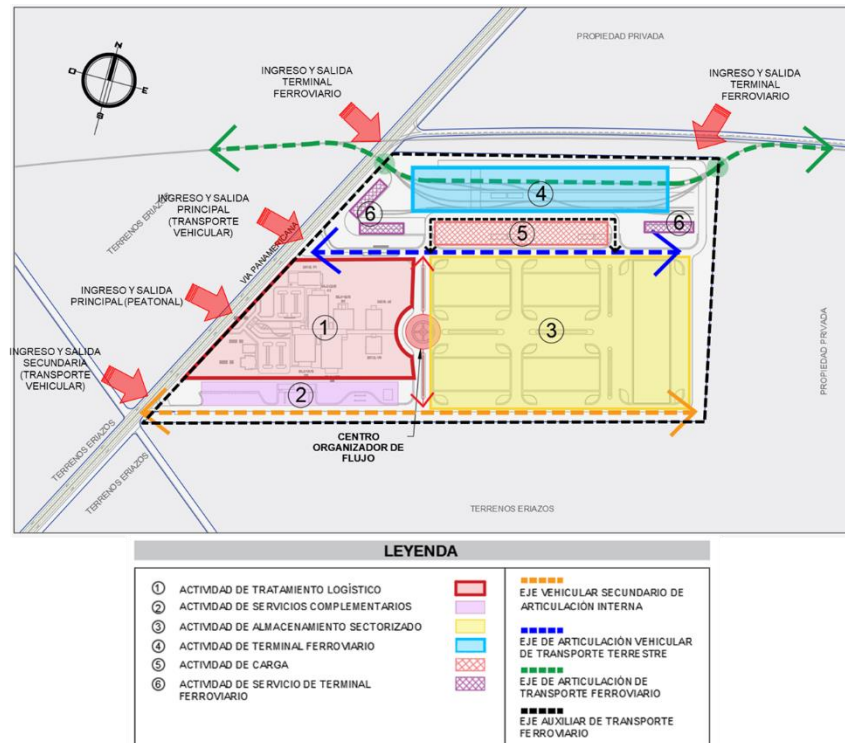 PROPIEDAD PRIVADA
N
O
E
S
INGRESO Y SALIDA
TERMINAL
FERROVIARIO
INGRESO Y SALIDA
TERMINAL
FERROVIARIO
INGRESO Y SALIDA
PRINCIPAL
(TRANSPORTE
VEHICULAR)
TERRENOS ERIAZOS
VIA PANAMERICANA
INGRESO Y SALIDA
PRINCIPAL (PEATONAL)
INGRESO Y SALIDA
SECUNDARIA
(TRANSPORTE
VEHICULAR)
4
6
6
5
1
3
2
CENTRO
ORGANIZADOR DE
FLUJO
PROPIEDAD PRIVADA
TERRENOS ERIAZOS
TERRENOS ERIAZOS
TERRENOS ERIAZOS
LEYENDA
1 ACTIVIDAD DE TRATAMIENTO LOGÍSTICO
2 ACTIVIDAD DE SERVICIOS COMPLEMENTARIOS
3 ACTIVIDAD DE ALMACENAMIENTO SECTORIZADO
4 ACTIVIDAD DE TERMINAL FERROVIARIO
5 ACTIVIDAD DE CARGA
6 ACTIVIDAD DE SERVICIO DE TERMINAL
FERROVIARIO
EJE VEHICULAR SECUNDARIO DE
ARTICULACIÓN INTERNA
EJE DE ARTICULACIÓN VEHICULAR
DE TRANSPORTE TERRESTRE
EJE DE ARTICULACIÓN DE
TRANSPORTE FERROVIARIO
EJE AUXILIAR DE TRANSPORTE
FERROVIARIO